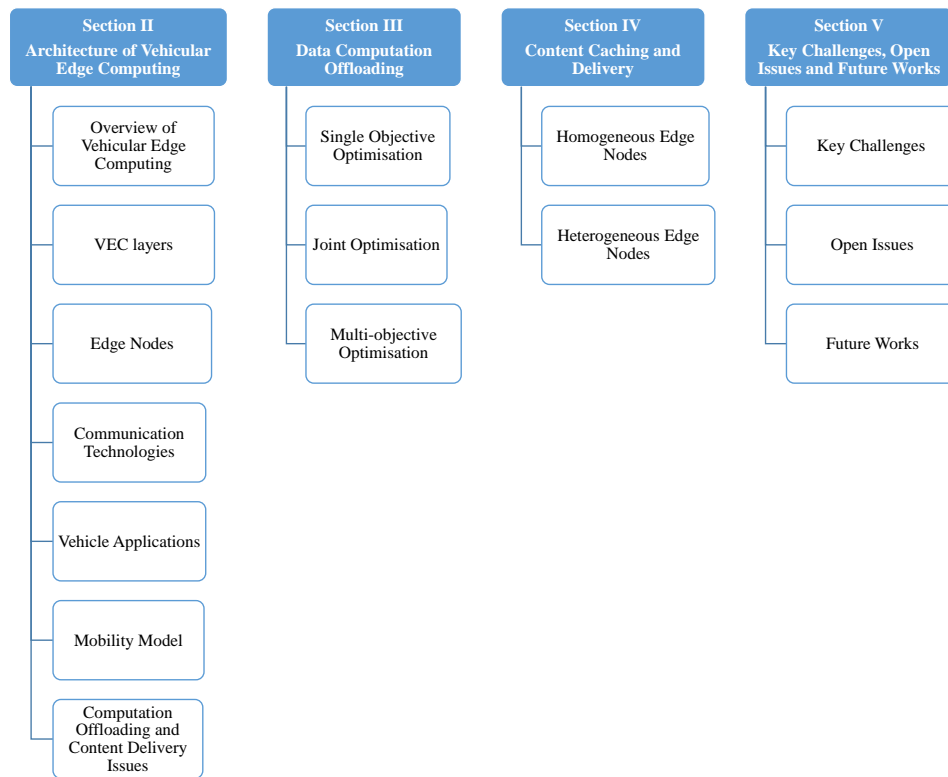 Section II
Architecture of Vehicular
Edge Computing
Overview of
Vehicular Edge
Computing
VEC layers
Edge Nodes
Communication
Technologies
Vehicle Applications
Mobility Model
Computation
Offloading and
Content Delivery
Issues
Section III
Data Computation
Offloading
Single Objective
Optimisation
Joint Optimisation
Multi-objective
Optimisation
Section IV
Content Caching and
Delivery
Homogeneous Edge
Nodes
Heterogeneous Edge
Nodes
Section V
Key Challenges, Open
Issues and Future Works
Key Challenges
Open Issues
Future Works